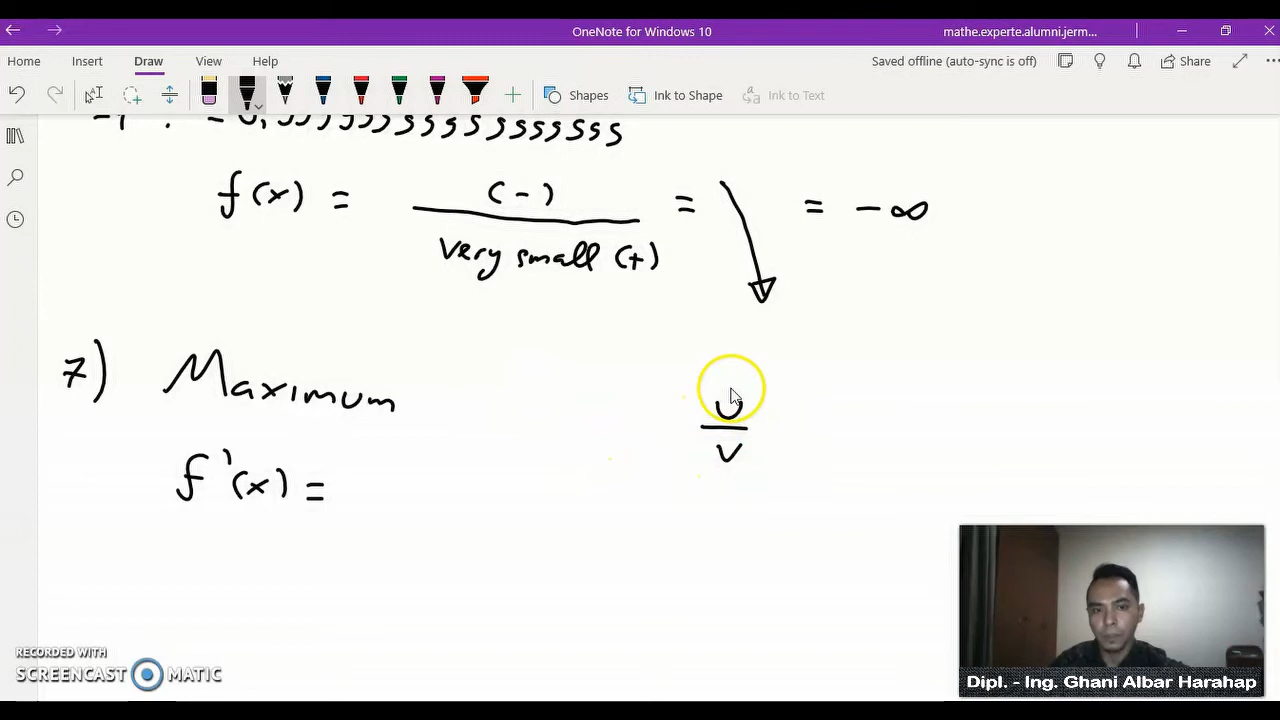 OneNote for Windows 10
mathe.experte.alumni.jerm...
Home Insert Draw View Help
Saved offline (auto-sync is off)
Share
Shapes
Ink to Shape
Ink to Text
f(x) = (-) / very small (+) = = -∞
7) Maximum
U
V
f'(x) =
RECORDED WITH
SCREENCAST MATIC
Dipl. - Ing. Ghani Albar Harahap